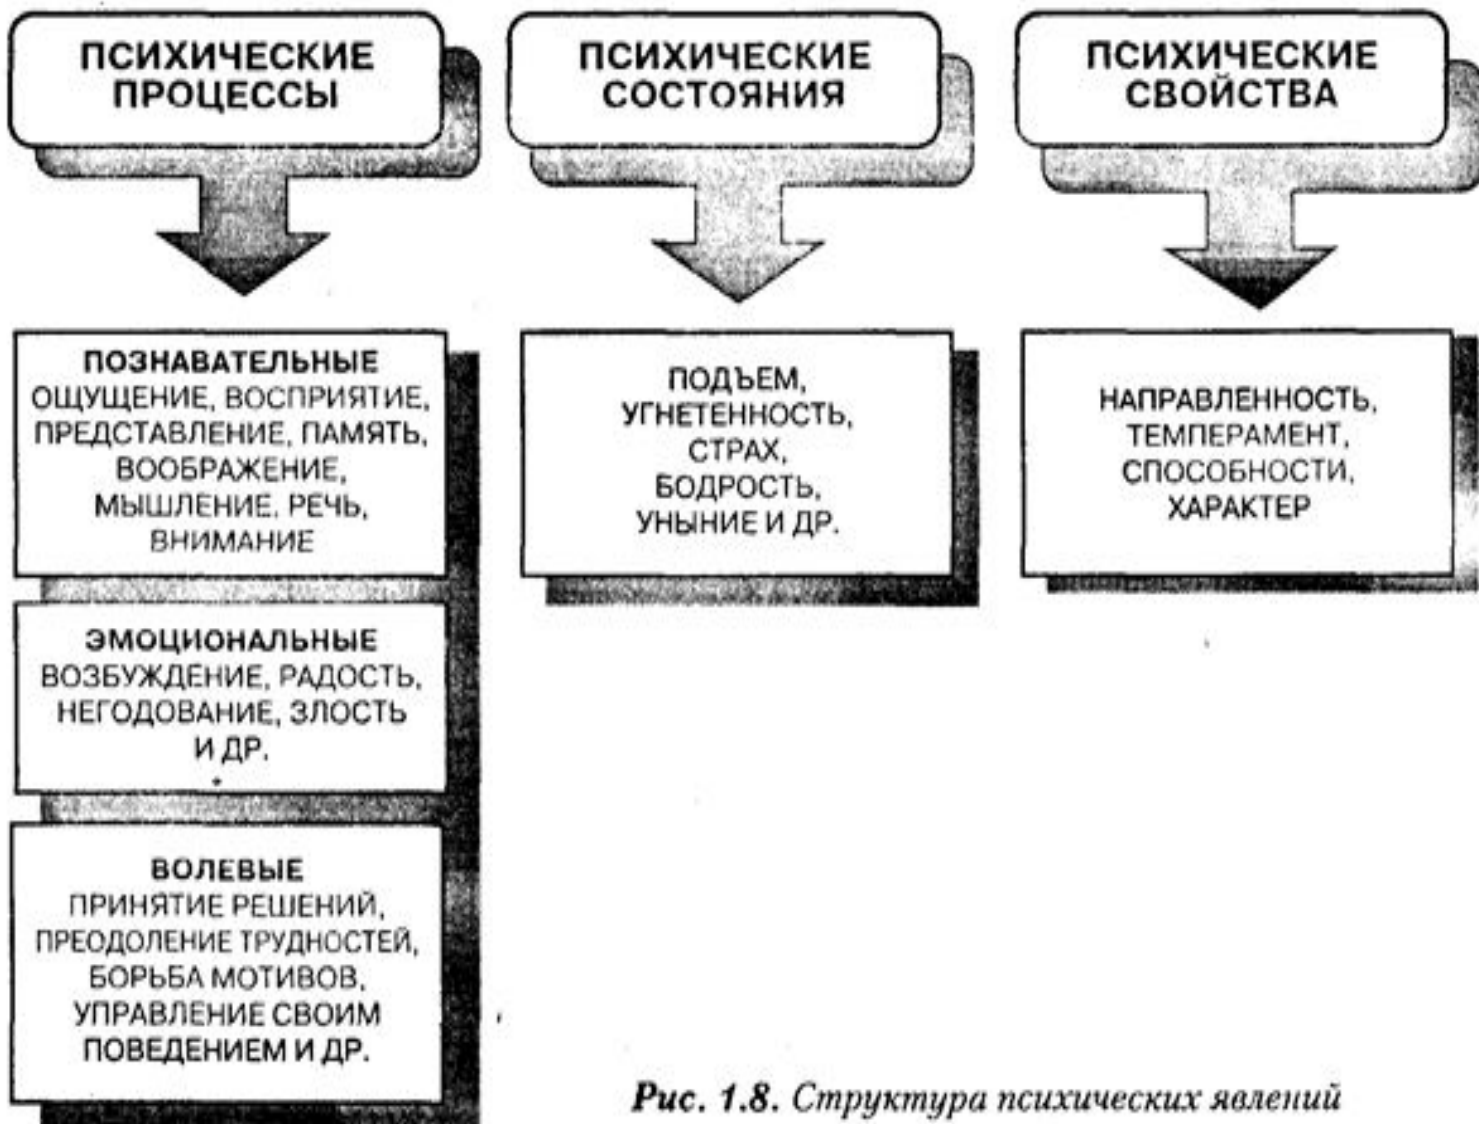 ПСИХИЧЕСКИЕ
ПРОЦЕССЫ
ПОЗНАВАТЕЛЬНЫЕ
ОЩУЩЕНИЕ, ВОСПРИЯТИЕ,
ПРЕДСТАВЛЕНИЕ, ПАМЯТЬ,
ВООБРАЖЕНИЕ,
МЫШЛЕНИЕ, РЕЧЬ,
ВНИМАНИЕ
ЭМОЦИОНАЛЬНЫЕ
ВОЗБУЖДЕНИЕ, РАДОСТЬ,
НЕГОДОВАНИЕ, ЗЛОСТЬ
И ДР.
ВОЛЕВЫЕ
ПРИНЯТИЕ РЕШЕНИЙ,
ПРЕОДОЛЕНИЕ ТРУДНОСТЕЙ,
БОРЬБА МОТИВОВ,
УПРАВЛЕНИЕ СВОИМ
ПОВЕДЕНИЕМ И ДР.
ПСИХИЧЕСКИЕ
СОСТОЯНИЯ
ПОДЪЕМ,
УГНЕТЕННОСТЬ,
СТРАХ,
БОДРОСТЬ,
УНЫНИЕ И ДР.
ПСИХИЧЕСКИЕ
СВОЙСТВА
НАПРАВЛЕННОСТЬ,
ТЕМПЕРАМЕНТ,
СПОСОБНОСТИ,
ХАРАКТЕР
Рис. 1.8. Структура психических явлений